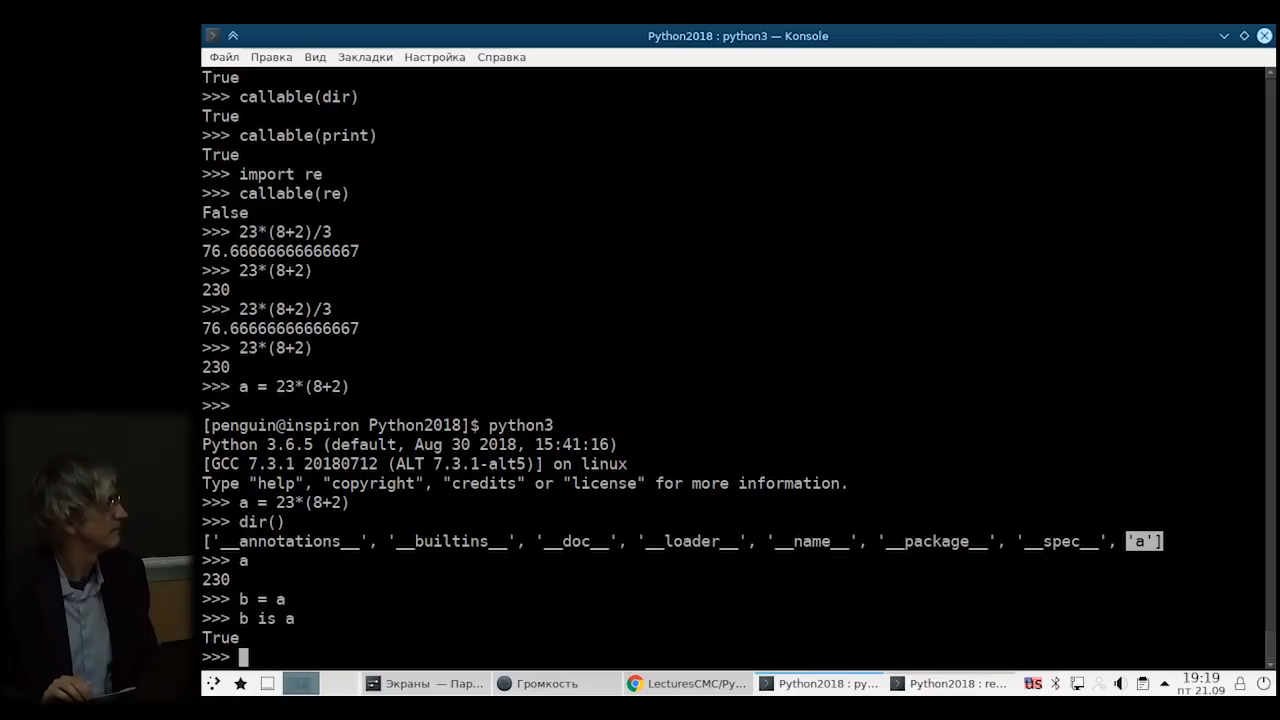 Python2018 : python3 — Konsole
Файл Правка Вид Закладки Настройка Справка
True
>>> callable(dir)
True
>>> callable(print)
True
>>> import re
>>> callable(re)
False
>>> 23*(8+2)/3
76.66666666666667
>>> 23*(8+2)
230
>>> 23*(8+2)/3
76.66666666666667
>>> 23*(8+2)
230
>>> a = 23*(8+2)
>>>
[penguin@inspiron Python2018]$ python3
Python 3.6.5 (default, Aug 30 2018, 15:41:16)
[GCC 7.3.1 20180712 (ALT 7.3.1-alt5)] on linux
Type "help", "copyright", "credits" or "license" for more information.
>>> a = 23*(8+2)
>>> dir()
['__annotations__', '__builtins__', '__doc__', '__loader__', '__name__', '__package__', '__spec__', 'a']
>>> a
230
>>> b = a
>>> b is a
True
>>>
Экраны — Пар... Громкость LecturesCMC/Py... Python2018 : py... Python2018 : re... us 19:19
пт 21.09